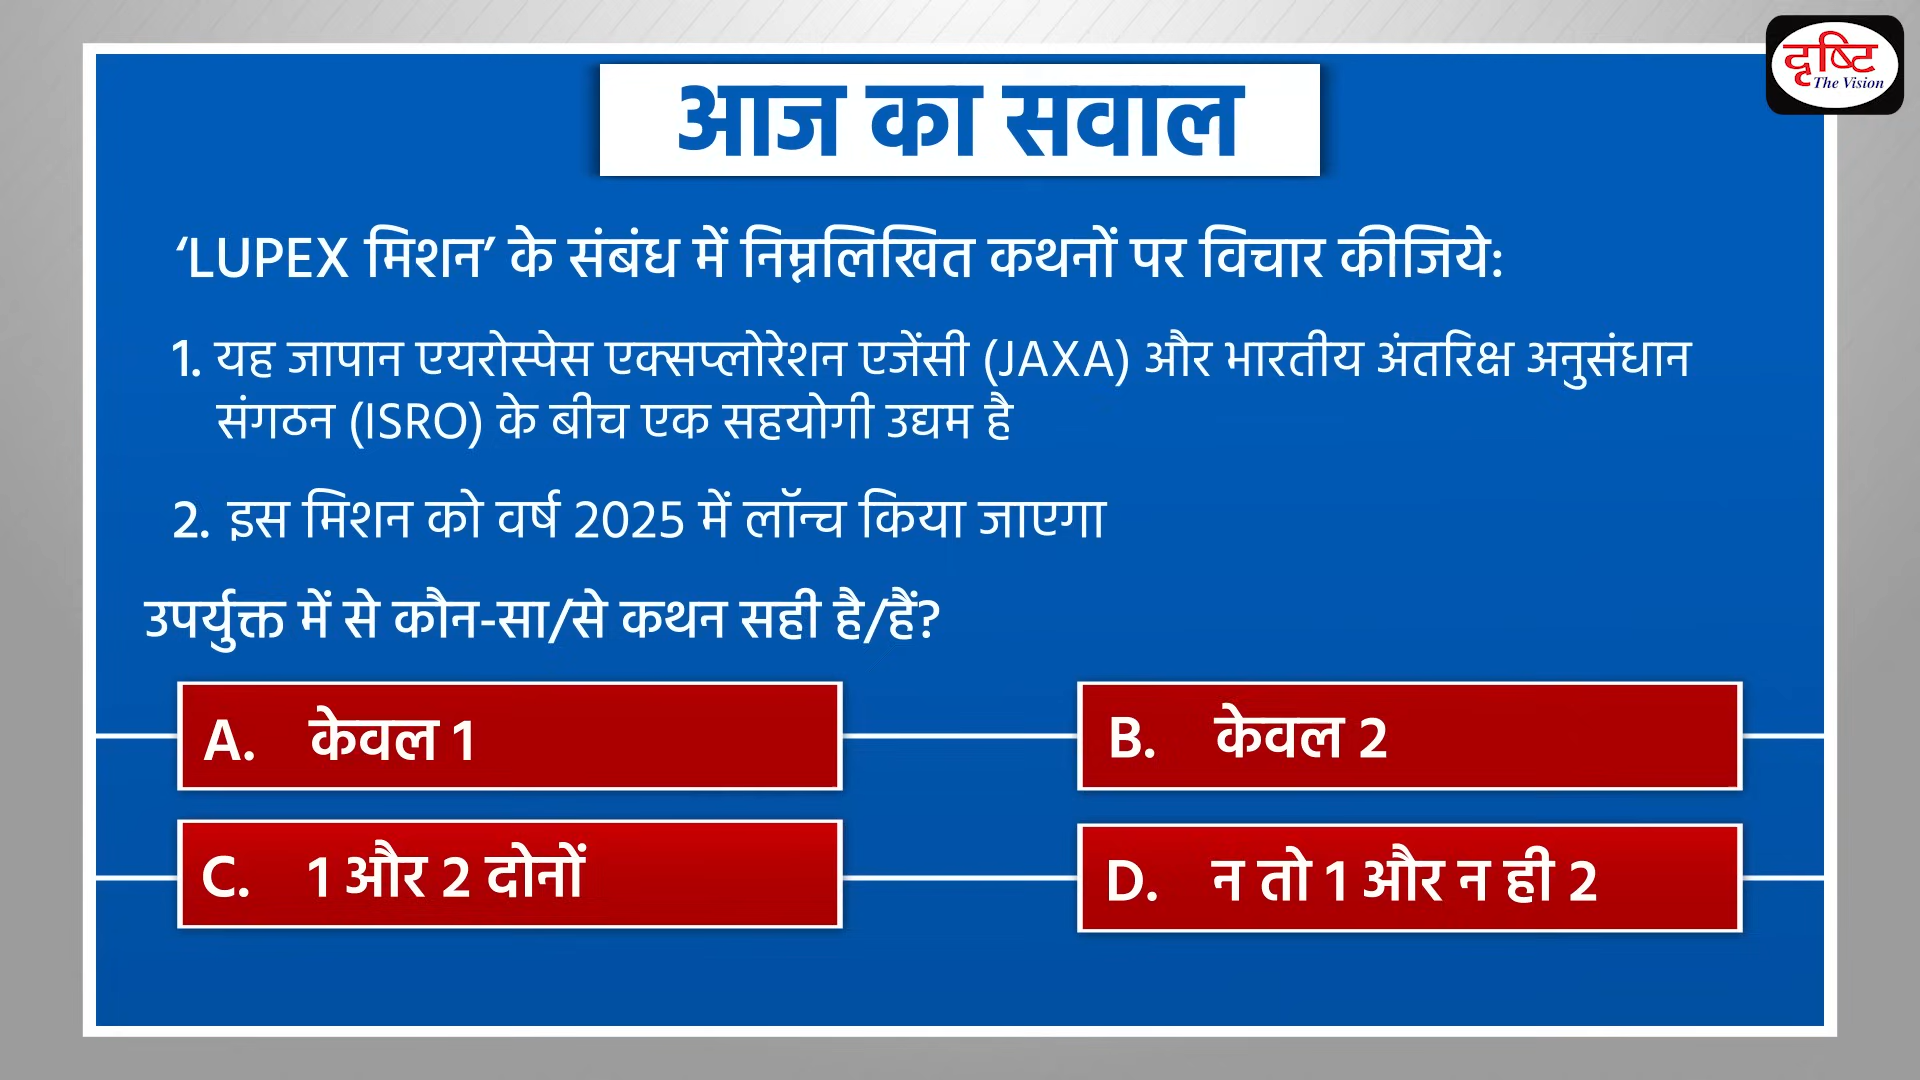 दृष्टि
The Vision
आज का सवाल
‘LUPEX मिशन’ के संबंध में निम्नलिखित कथनों पर विचार कीजिये:
1. यह जापान एयरोस्पेस एक्सप्लोरेशन एजेंसी (JAXA) और भारतीय अंतरिक्ष अनुसंधान
संगठन (ISRO) के बीच एक सहयोगी उद्यम है
2. इस मिशन को वर्ष 2025 में लॉन्च किया जाएगा
उपर्युक्त में से कौन-सा/से कथन सही है/हैं?
A. केवल 1
B. केवल 2
C. 1 और 2 दोनों
D. न तो 1 और न ही 2